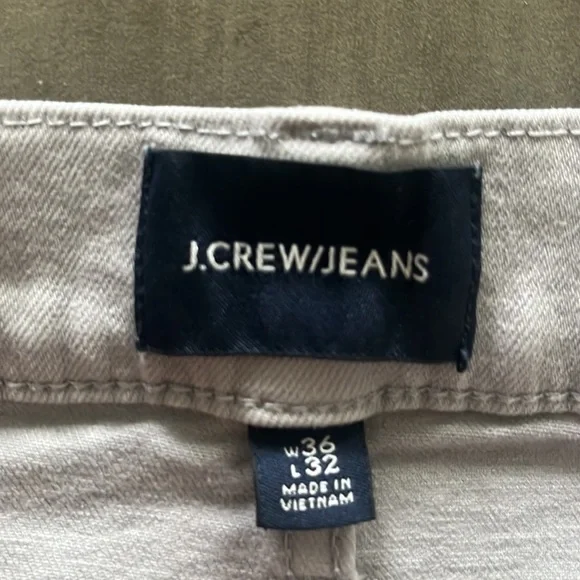 J.CREW/JEANS
W36
L32
MADE IN
VIETNAM